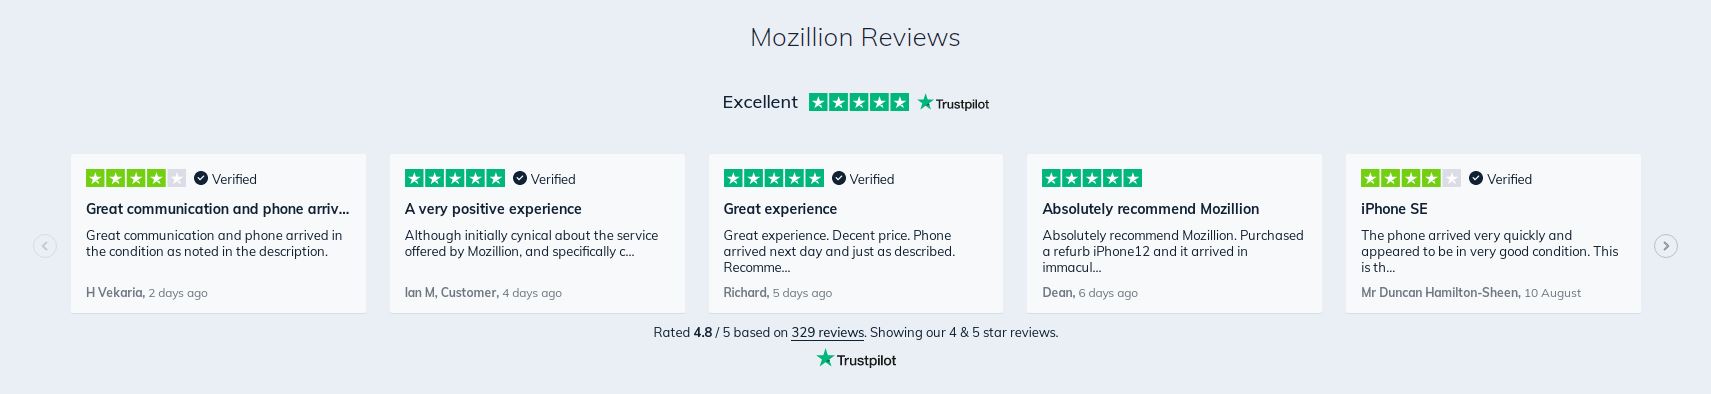 Mozillion Reviews
Excellent Trustpilot
Verified
Great communication and phone arriv...
Great communication and phone arrived in
the condition as noted in the description.
H Vekaria, 2 days ago
Verified
A very positive experience
Although initially cynical about the service
offered by Mozillion, and specifically c...
Ian M, Customer, 4 days ago
Verified
Great experience
Great experience. Decent price. Phone
arrived next day and just as described.
Recomme...
Richard, 5 days ago
Absolutely recommend Mozillion
Absolutely recommend Mozillion. Purchased
a refurb iPhone12 and it arrived in
immacul...
Dean, 6 days ago
Verified
iPhone SE
The phone arrived very quickly and
appeared to be in very good condition. This
is th...
Mr Duncan Hamilton-Sheen, 10 August
Rated 4.8 / 5 based on 329 reviews. Showing our 4 & 5 star reviews.
Trustpilot